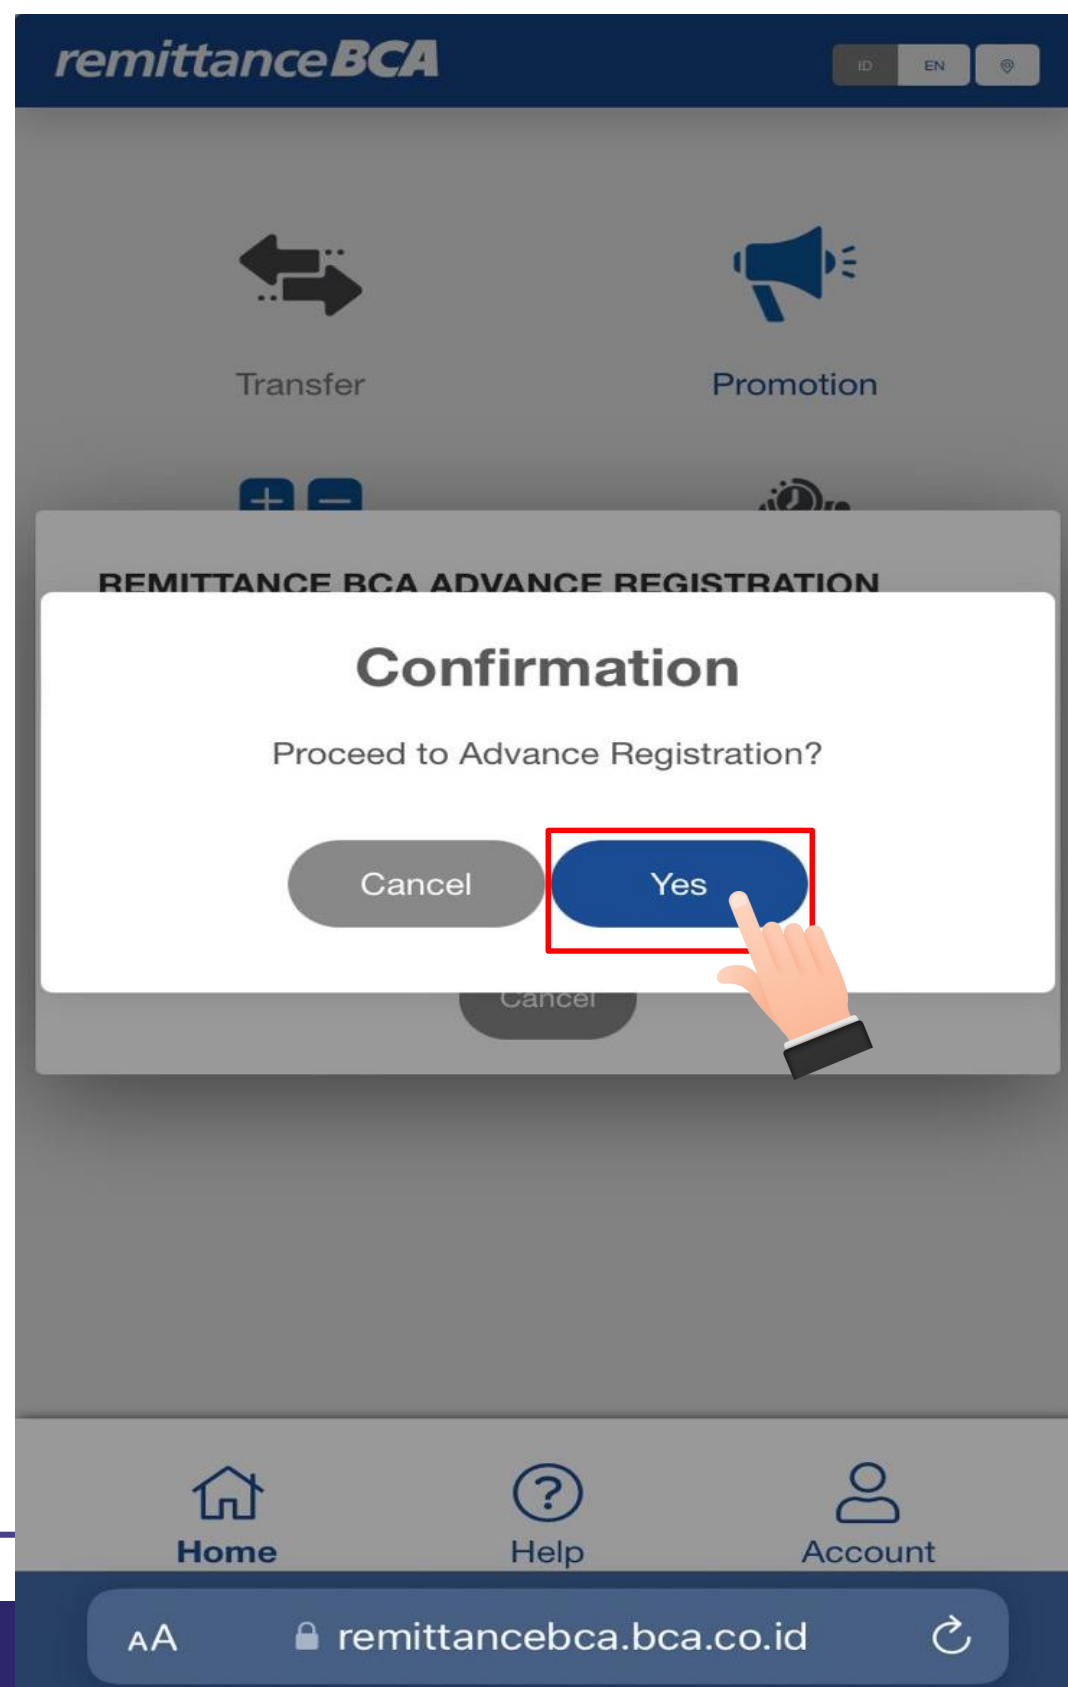 remittanceBCA
ID EN
Transfer Promotion
REMITTANCE BCA ADVANCE REGISTRATION
Confirmation
Proceed to Advance Registration?
Cancel Yes
Cancel
Home Help Account
AA remittancebca.bca.co.id